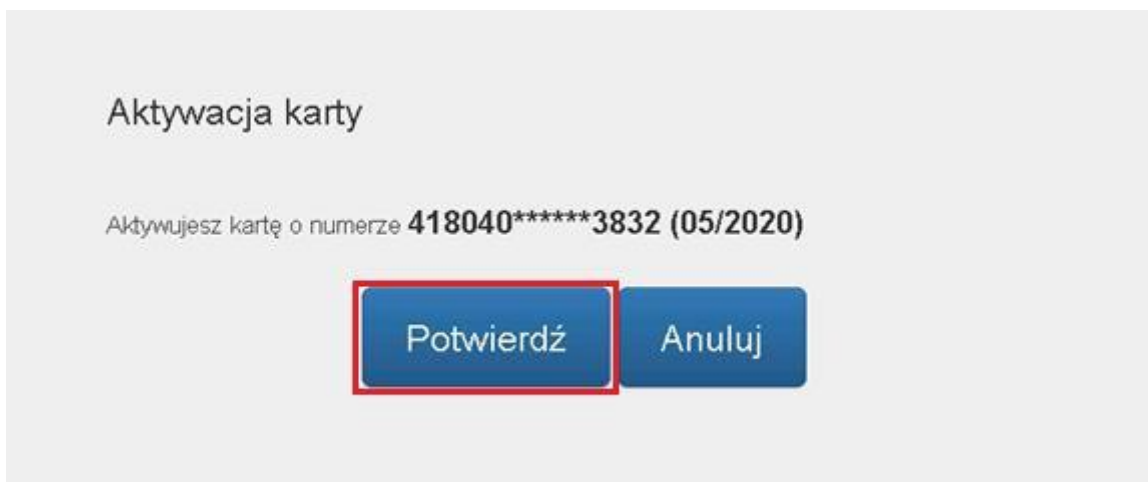 Aktywacja karty
Aktywujesz kartę o numerze 418040******3832 (05/2020)
Potwierdź Anuluj